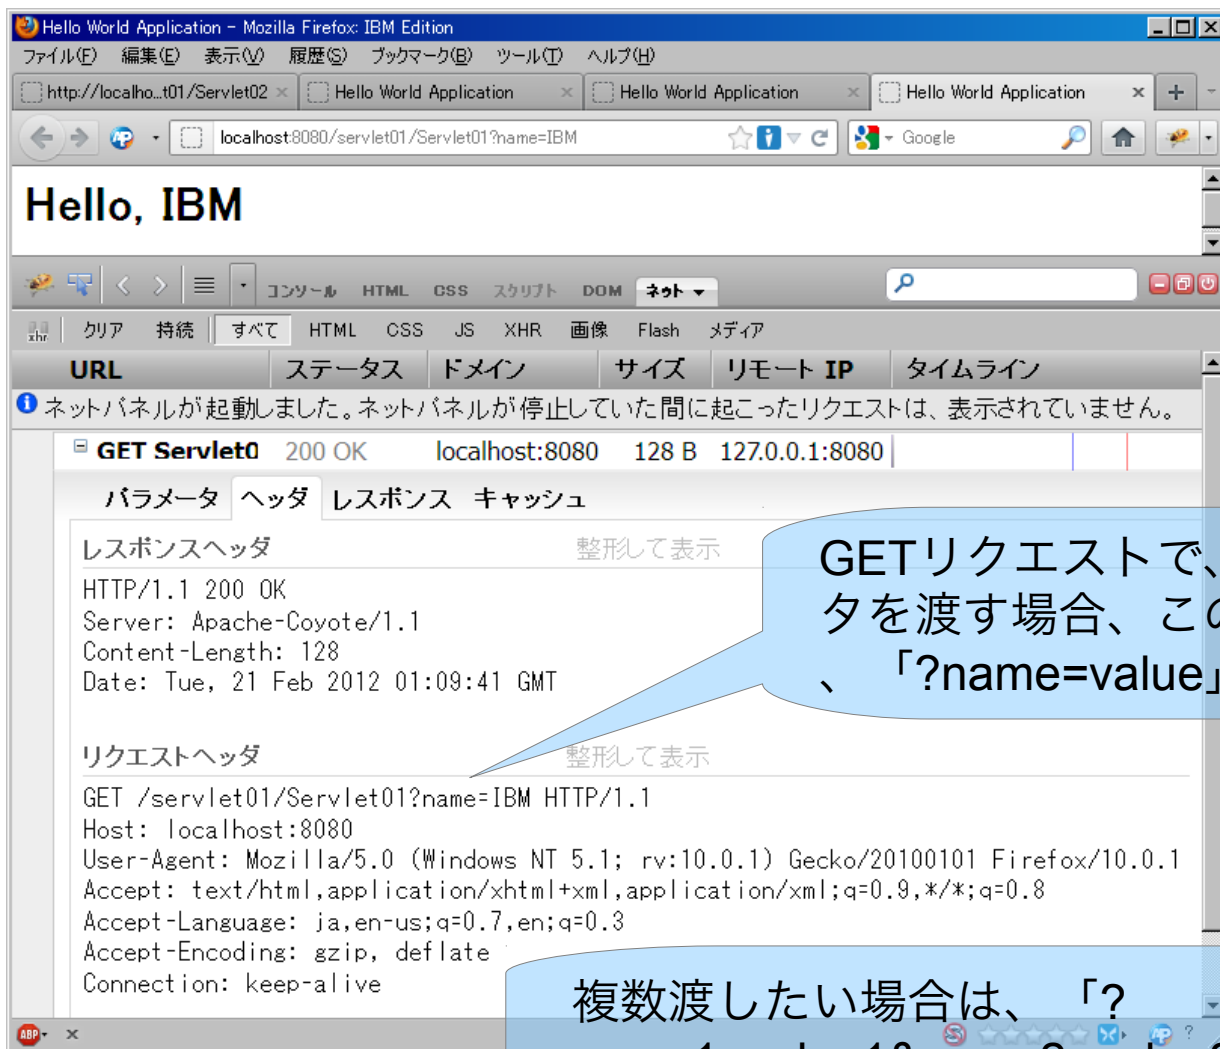 Hello World Application - Mozilla Firefox: IBM Edition
ファイル(F) 編集(E) 表示(V) 履歴(S) ブックマーク(B) ツール(T) ヘルプ(H)
http://localho...t01/Servlet02 Hello World Application Hello World Application Hello World Application
localhost:8080/servlet01/Servlet01?name=IBM Google
Hello, IBM
コンソール HTML CSS スクリプト DOM ネット
xhr クリア 持続 すべて HTML CSS JS XHR 画像 Flash メディア
URL ステータス ドメイン サイズ リモート IP タイムライン
ネットパネルが起動しました。ネットパネルが停止していた間に起こったリクエストは、表示されていません。
GET Servlet0 200 OK localhost:8080 128 B 127.0.0.1:8080
パラメータ ヘッダ レスポンス キャッシュ
レスポンスヘッダ 整形して表示
HTTP/1.1 200 OK
Server: Apache-Coyote/1.1
Content-Length: 128
Date: Tue, 21 Feb 2012 01:09:41 GMT
GETリクエストで、
タを渡す場合、この
、「?name=value」
リクエストヘッダ 整形して表示
GET /servlet01/Servlet01?name=IBM HTTP/1.1
Host: localhost:8080
User-Agent: Mozilla/5.0 (Windows NT 5.1; rv:10.0.1) Gecko/20100101 Firefox/10.0.1
Accept: text/html,application/xhtml+xml,application/xml;q=0.9,*/*;q=0.8
Accept-Language: ja,en-us;q=0.7,en;q=0.3
Accept-Encoding: gzip, deflate
Connection: keep-alive
複数渡したい場合は、「?
ABP